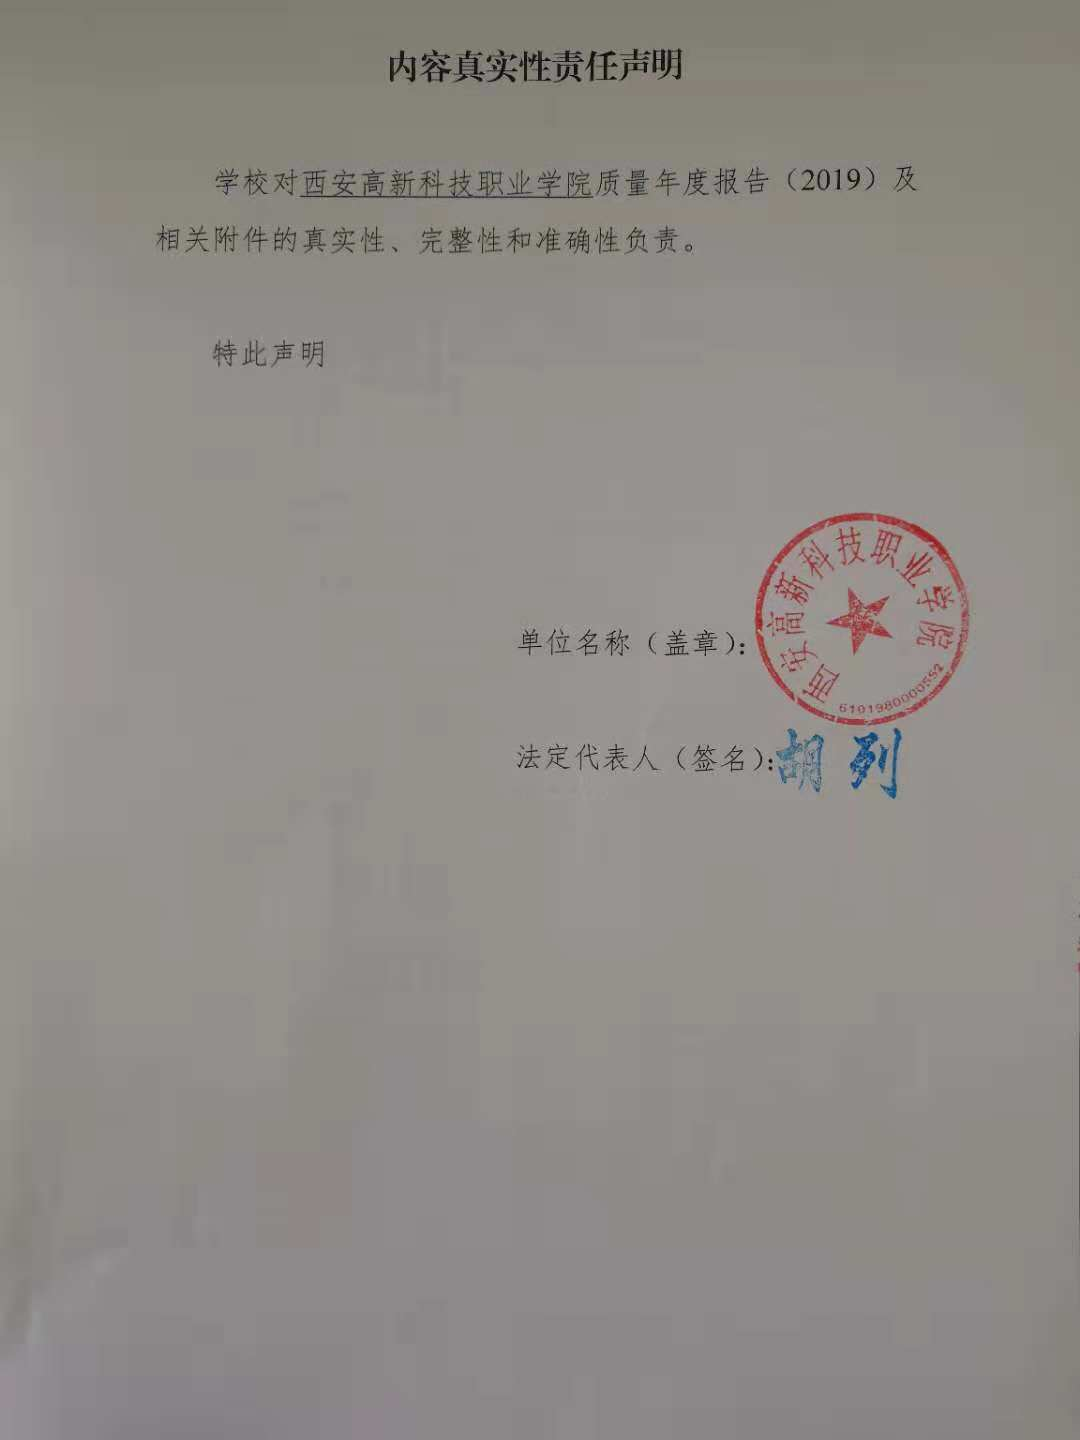 内容真实性责任声明
学校对西安高新科技职业学院质量年度报告（2019）及
相关附件的真实性、完整性和准确性负责。
特此声明
单位名称（盖章）：
西安高新科技职业学院
6101980000552
法定代表人（签名）：胡列